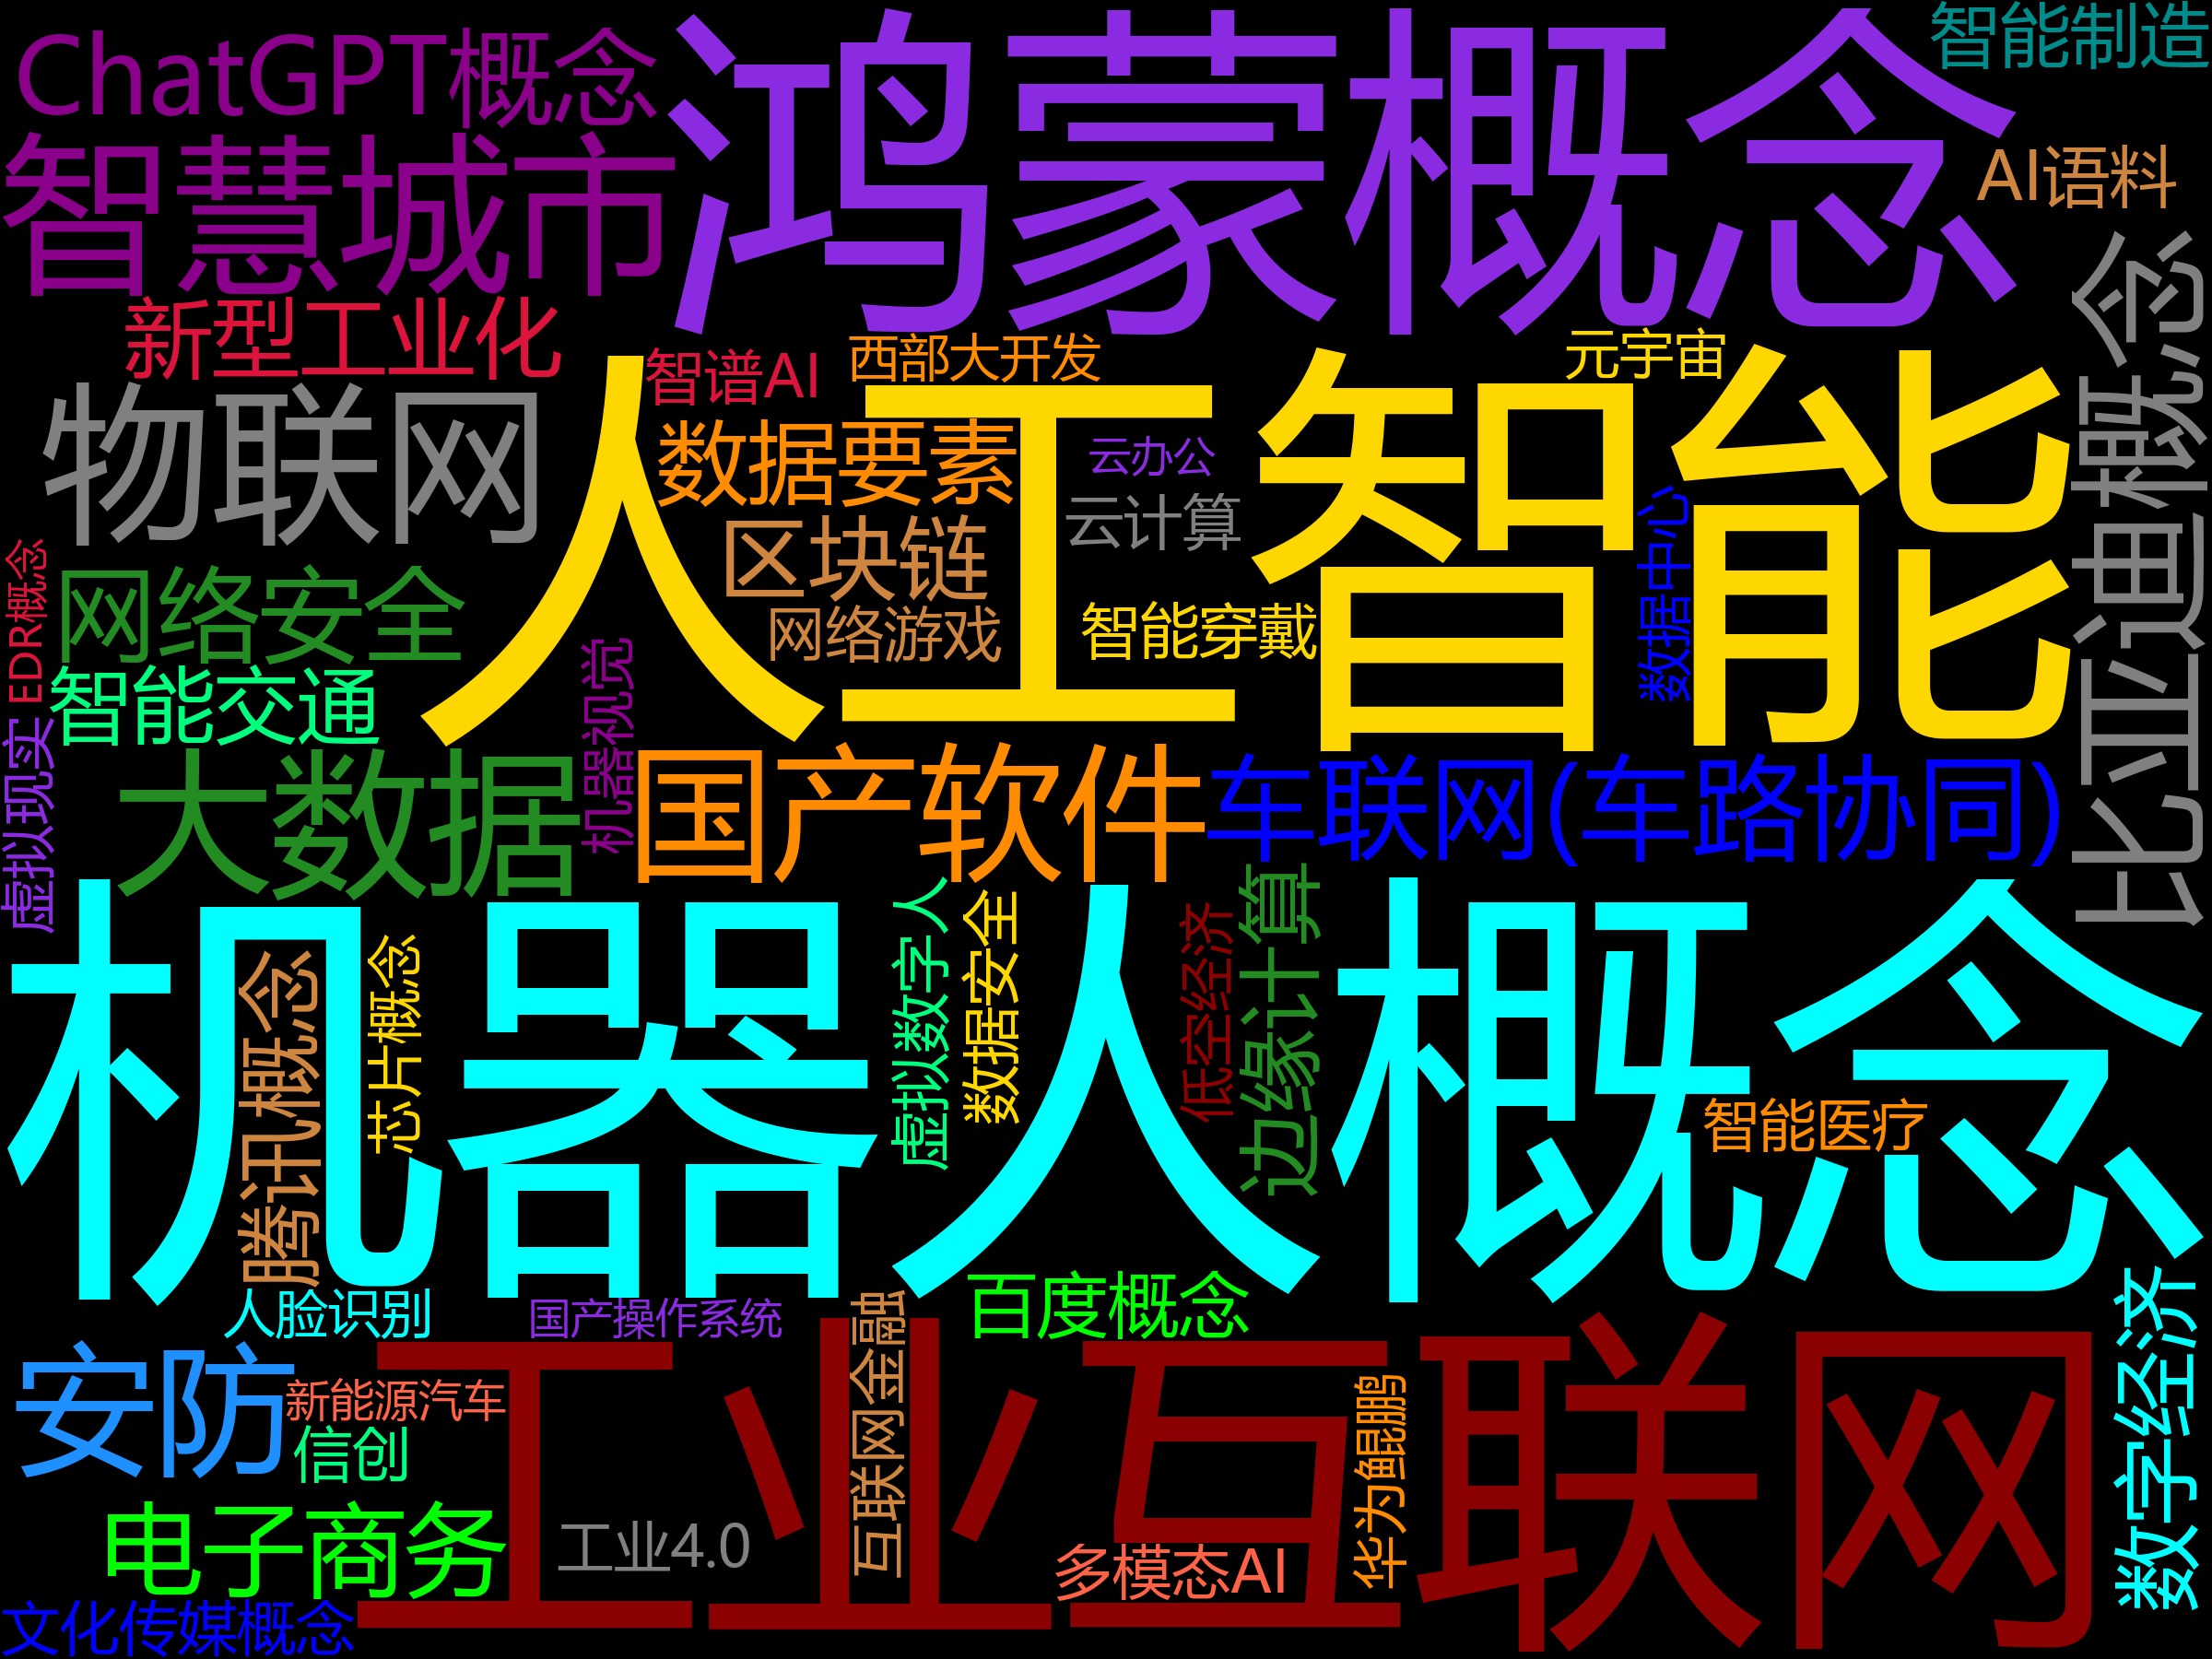 ChatGPT概念
鸿蒙概念
智能制造
智慧城市
AI语料
新型工业化
智谱AI
西部大开发
元宇宙
比亚迪概念
物联网
人工智能
数据要素
云办公
云计算
数据中心
区块链
网络安全
EDR概念
网络游戏
智能穿戴
智能交通
机器视觉
虚拟现实
大数据
国产软件
车联网(车路协同)
机器人概念
腾讯概念
芯片概念
虚拟数字人
数据安全
低空经济
边缘计算
智能医疗
人脸识别
国产操作系统
百度概念
数字经济
安防
新能源汽车
工业互联网
互联网金融
华为鲲鹏
信创
电子商务
工业4.0
多模态AI
文化传媒概念